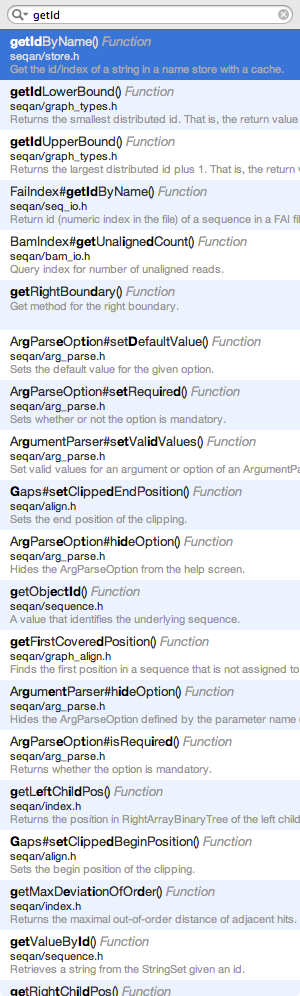 getId
getIdByName() Function
seqan/store.h
Get the id/index of a string in a name store with a cache.
getIdLowerBound() Function
seqan/graph_types.h
Returns the smallest distributed id. That is, the return value
getIdUpperBound() Function
seqan/graph_types.h
Returns the largest distributed id plus 1. That is, the return
FaiIndex#getIdByName() Function
seqan/seq_io.h
Return id (numeric index in the file) of a sequence in a FAI fil
BamIndex#getUnalignedCount() Function
seqan/bam_io.h
Query index for number of unaligned reads.
getRightBoundary() Function
Get method for the right boundary.
ArgParseOption#setDefaultValue() Function
seqan/arg_parse.h
Sets the default value for the given option.
ArgParseOption#setRequired() Function
seqan/arg_parse.h
Sets whether or not the option is mandatory.
ArgumentParser#setValidValues() Function
seqan/arg_parse.h
Set valid values for an argument or option of an ArgumentPa
Gaps#setClippedEndPosition() Function
seqan/align.h
Sets the end position of the clipping.
ArgParseOption#hideOption() Function
seqan/arg_parse.h
Hides the ArgParseOption from the help screen.
getObjectId() Function
seqan/sequence.h
A value that identifies the underlying sequence.
getFirstCoveredPosition() Function
seqan/graph_align.h
Finds the first position in a sequence that is not assigned to
ArgumentParser#hideOption() Function
seqan/arg_parse.h
Hides the ArgParseOption defined by the parameter name
ArgParseOption#isRequired() Function
seqan/arg_parse.h
Returns whether the option is mandatory.
getLeftChildPos() Function
seqan/index.h
Returns the position in RightArrayBinaryTree of the left child
Gaps#setClippedBeginPosition() Function
seqan/align.h
Sets the begin position of the clipping.
getMaxDeviationOfOrder() Function
seqan/index.h
Returns the maximal out-of-order distance of adjacent hits.
getValueById() Function
seqan/sequence.h
Retrieves a string from the StringSet given an id.
getRightChildPos() Function